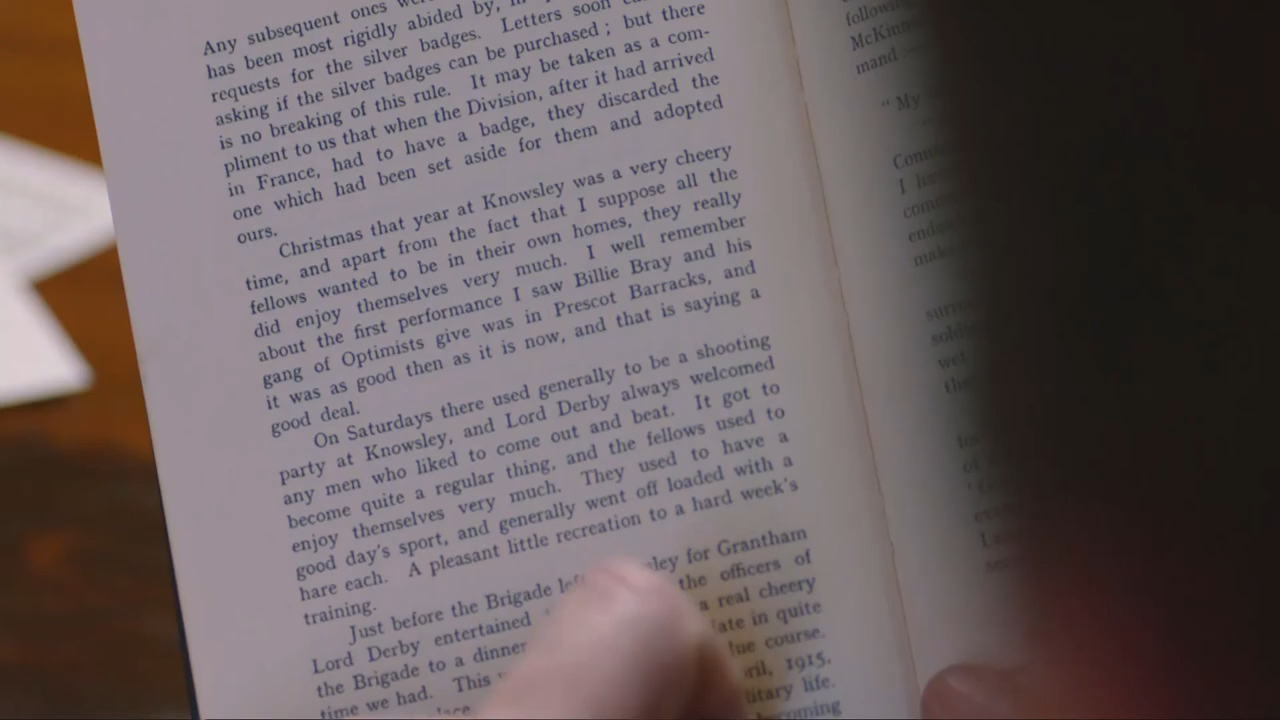 Any subsequent ones
has been most rigidly abided by,
requests for the silver badges. Letters soon
asking if the silver badges can be purchased ; but there
is no breaking of this rule. It may be taken as a com-
pliment to us that when the Division, after it had arrived
in France, had to have a badge, they discarded the
one which had been set aside for them and adopted
ours.
Christmas that year at Knowsley was a very cheery
time, and apart from the fact that I suppose all the
fellows wanted to be in their own homes, they really
did enjoy themselves very much. I well remember
about the first performance I saw Billie Bray and his
gang of Optimists give was in Prescot Barracks, and
it was as good then as it is now, and that is saying a
good deal.
On Saturdays there used generally to be a shooting
party at Knowsley, and Lord Derby always welcomed
any men who liked to come out and beat. It got to
become quite a regular thing, and the fellows used to
enjoy themselves very much. They used to have a
good day's sport, and generally went off loaded with a
hare each. A pleasant little recreation to a hard week's
training.
Just before the Brigade for Grantham
Lord Derby entertained the officers of
the Brigade to a dinner a real cheery
time we had. This in quite
course.
1915.
life.
followi
McKinn
mand —
" My